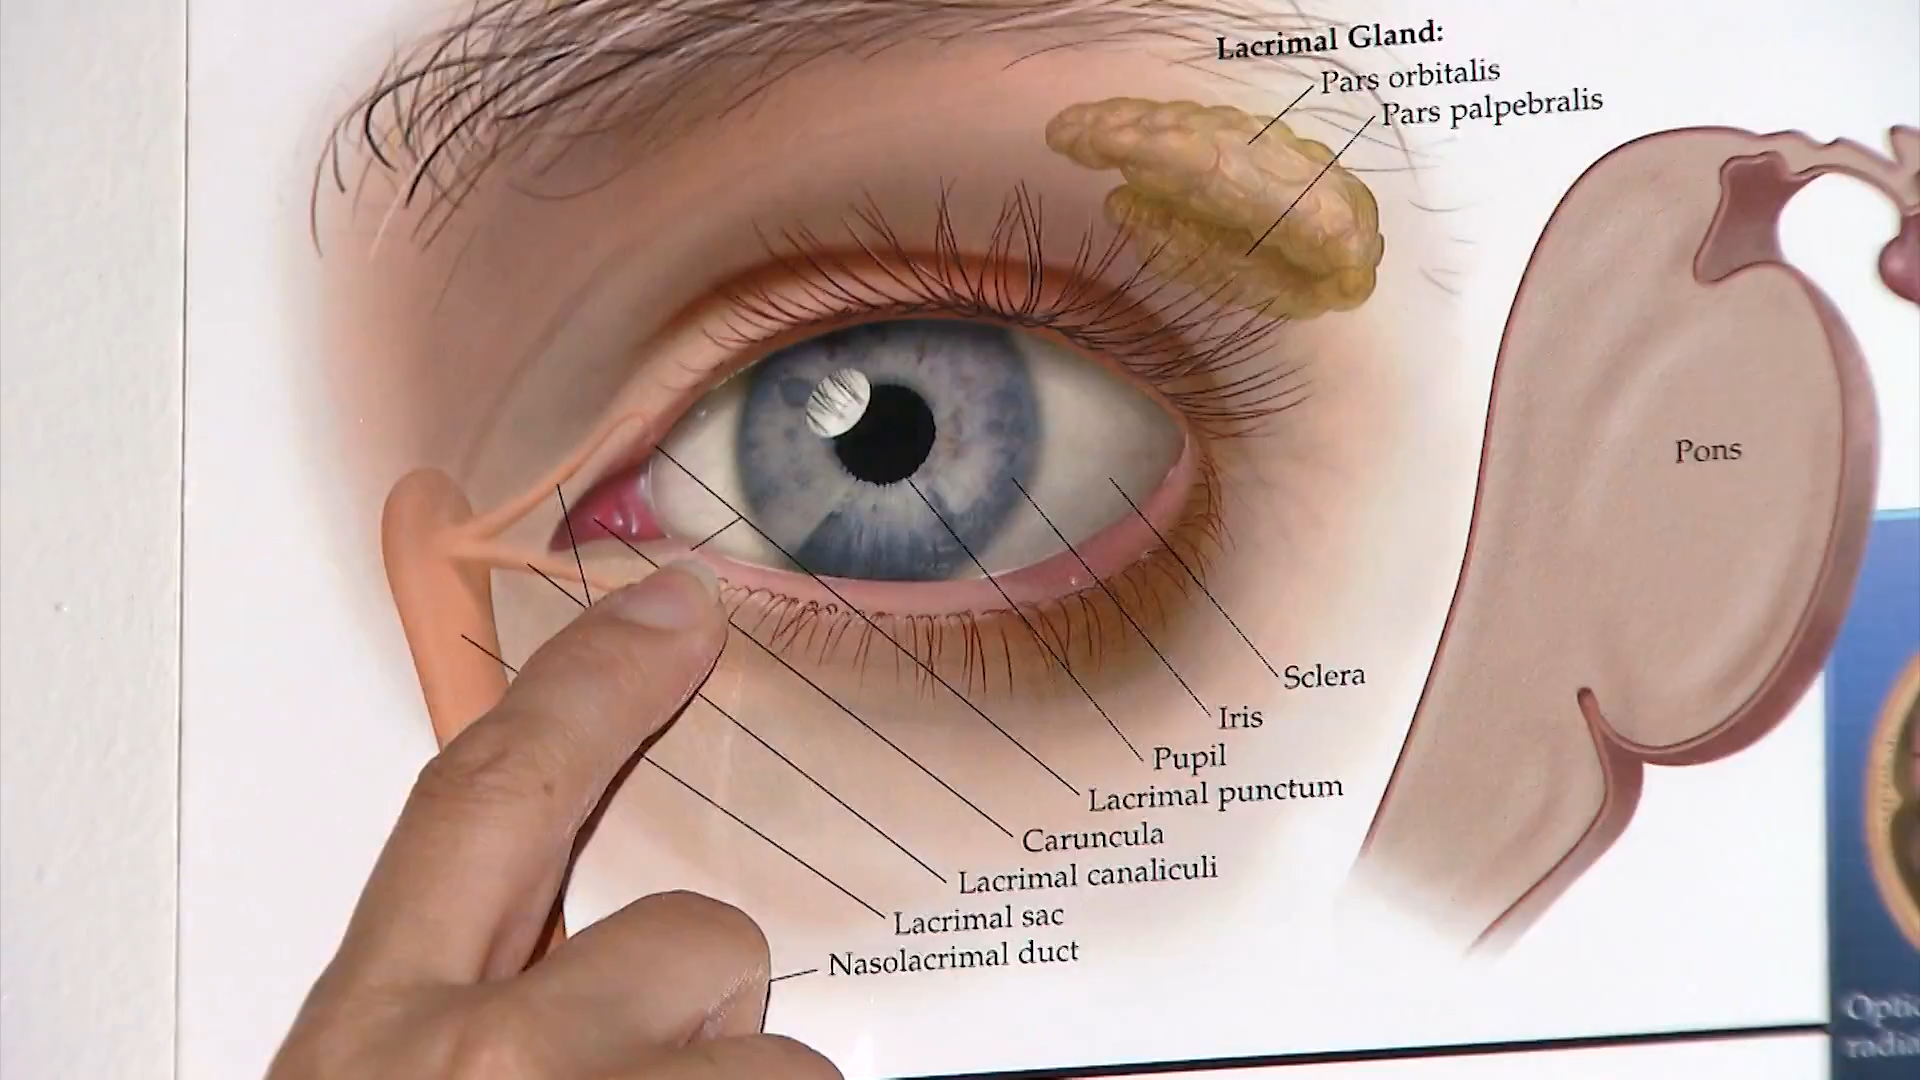 Lacrimal Gland:
Pars orbitalis
Pars palpebralis
Pons
Sclera
Iris
Pupil
Lacrimal punctum
Caruncula
Lacrimal canaliculi
Lacrimal sac
Nasolacrimal duct